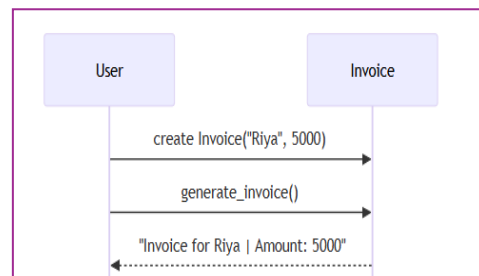 User
Invoice
create Invoice("Riya", 5000)
generate_invoice()
"Invoice for Riya | Amount: 5000"